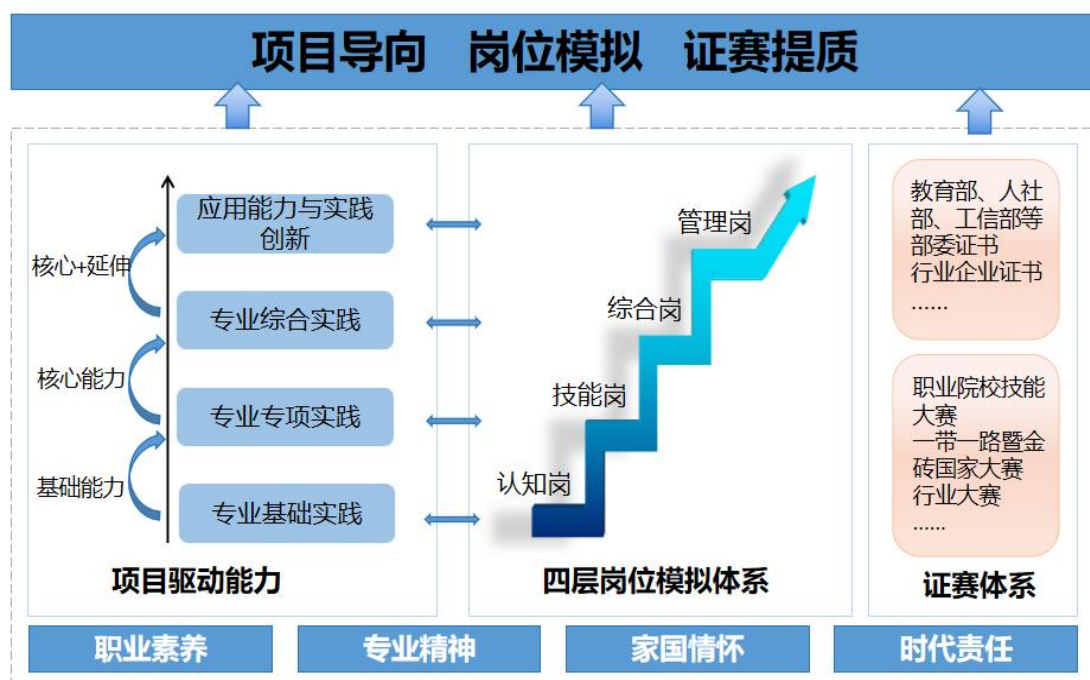 项目导向 岗位模拟 证赛提质
应用能力与实践
创新
核心+延伸
专业综合实践
核心能力
专业专项实践
基础能力
专业基础实践
项目驱动能力
管理岗
综合岗
技能岗
认知岗
四层岗位模拟体系
教育部、人社
部、工信部等
部委证书
行业企业证书
......
职业院校技能
大赛
一带一路暨金
砖国家大赛
行业大赛
......
证赛体系
职业素养
专业精神
家国情怀
时代责任